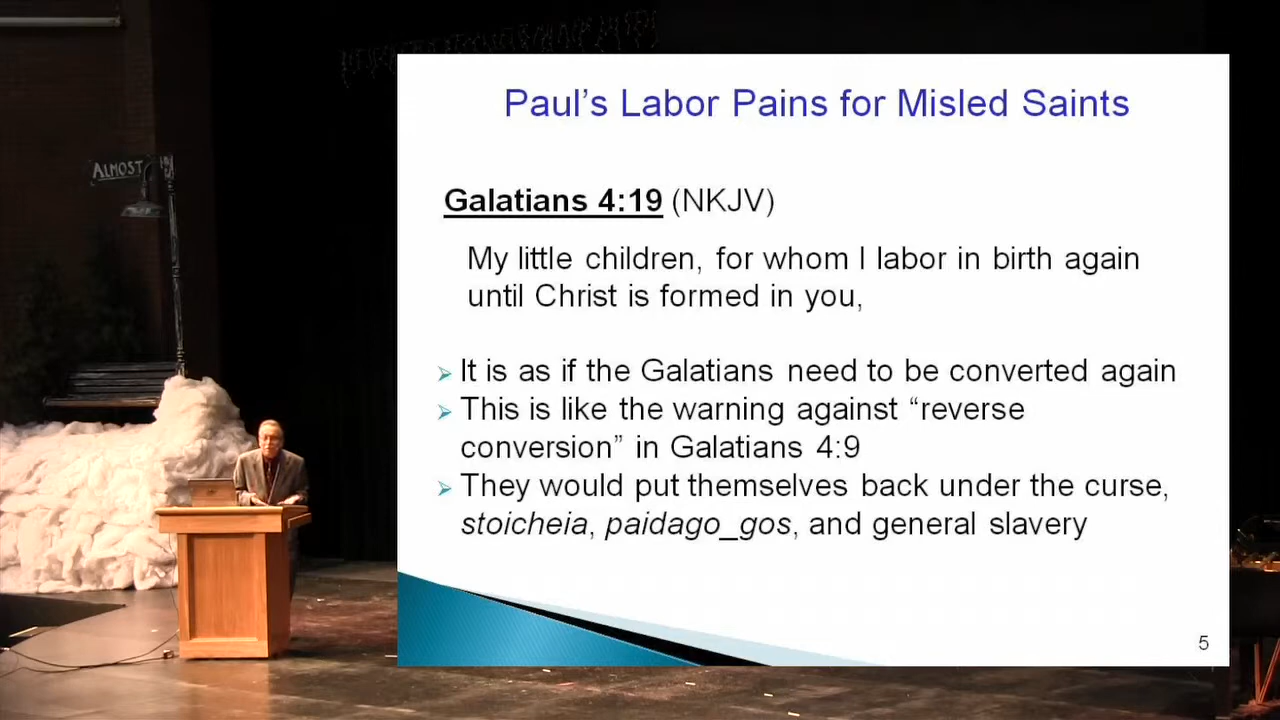 ALMOST
Paul’s Labor Pains for Misled Saints
Galatians 4:19 (NKJV)
My little children, for whom I labor in birth again
until Christ is formed in you,
It is as if the Galatians need to be converted again
This is like the warning against “reverse
conversion” in Galatians 4:9
They would put themselves back under the curse,
stoicheia, paidago_gos, and general slavery
5